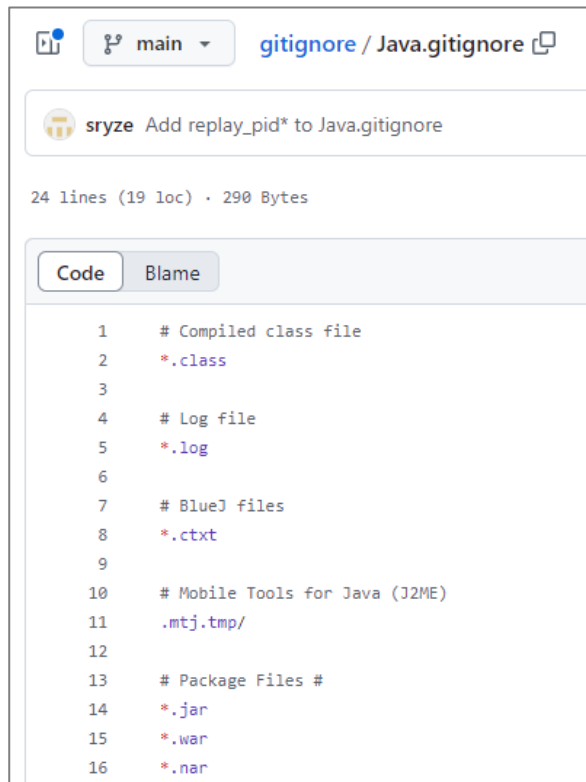 main gitignore / Java.gitignore
sryze Add replay_pid* to Java.gitignore
24 lines (19 loc) · 290 Bytes
Code Blame
1 # Compiled class file
2 *.class
3
4 # Log file
5 *.log
6
7 # BlueJ files
8 *.ctxt
9
10 # Mobile Tools for Java (J2ME)
11 .mtj.tmp/
12
13 # Package Files #
14 *.jar
15 *.war
16 *.nar